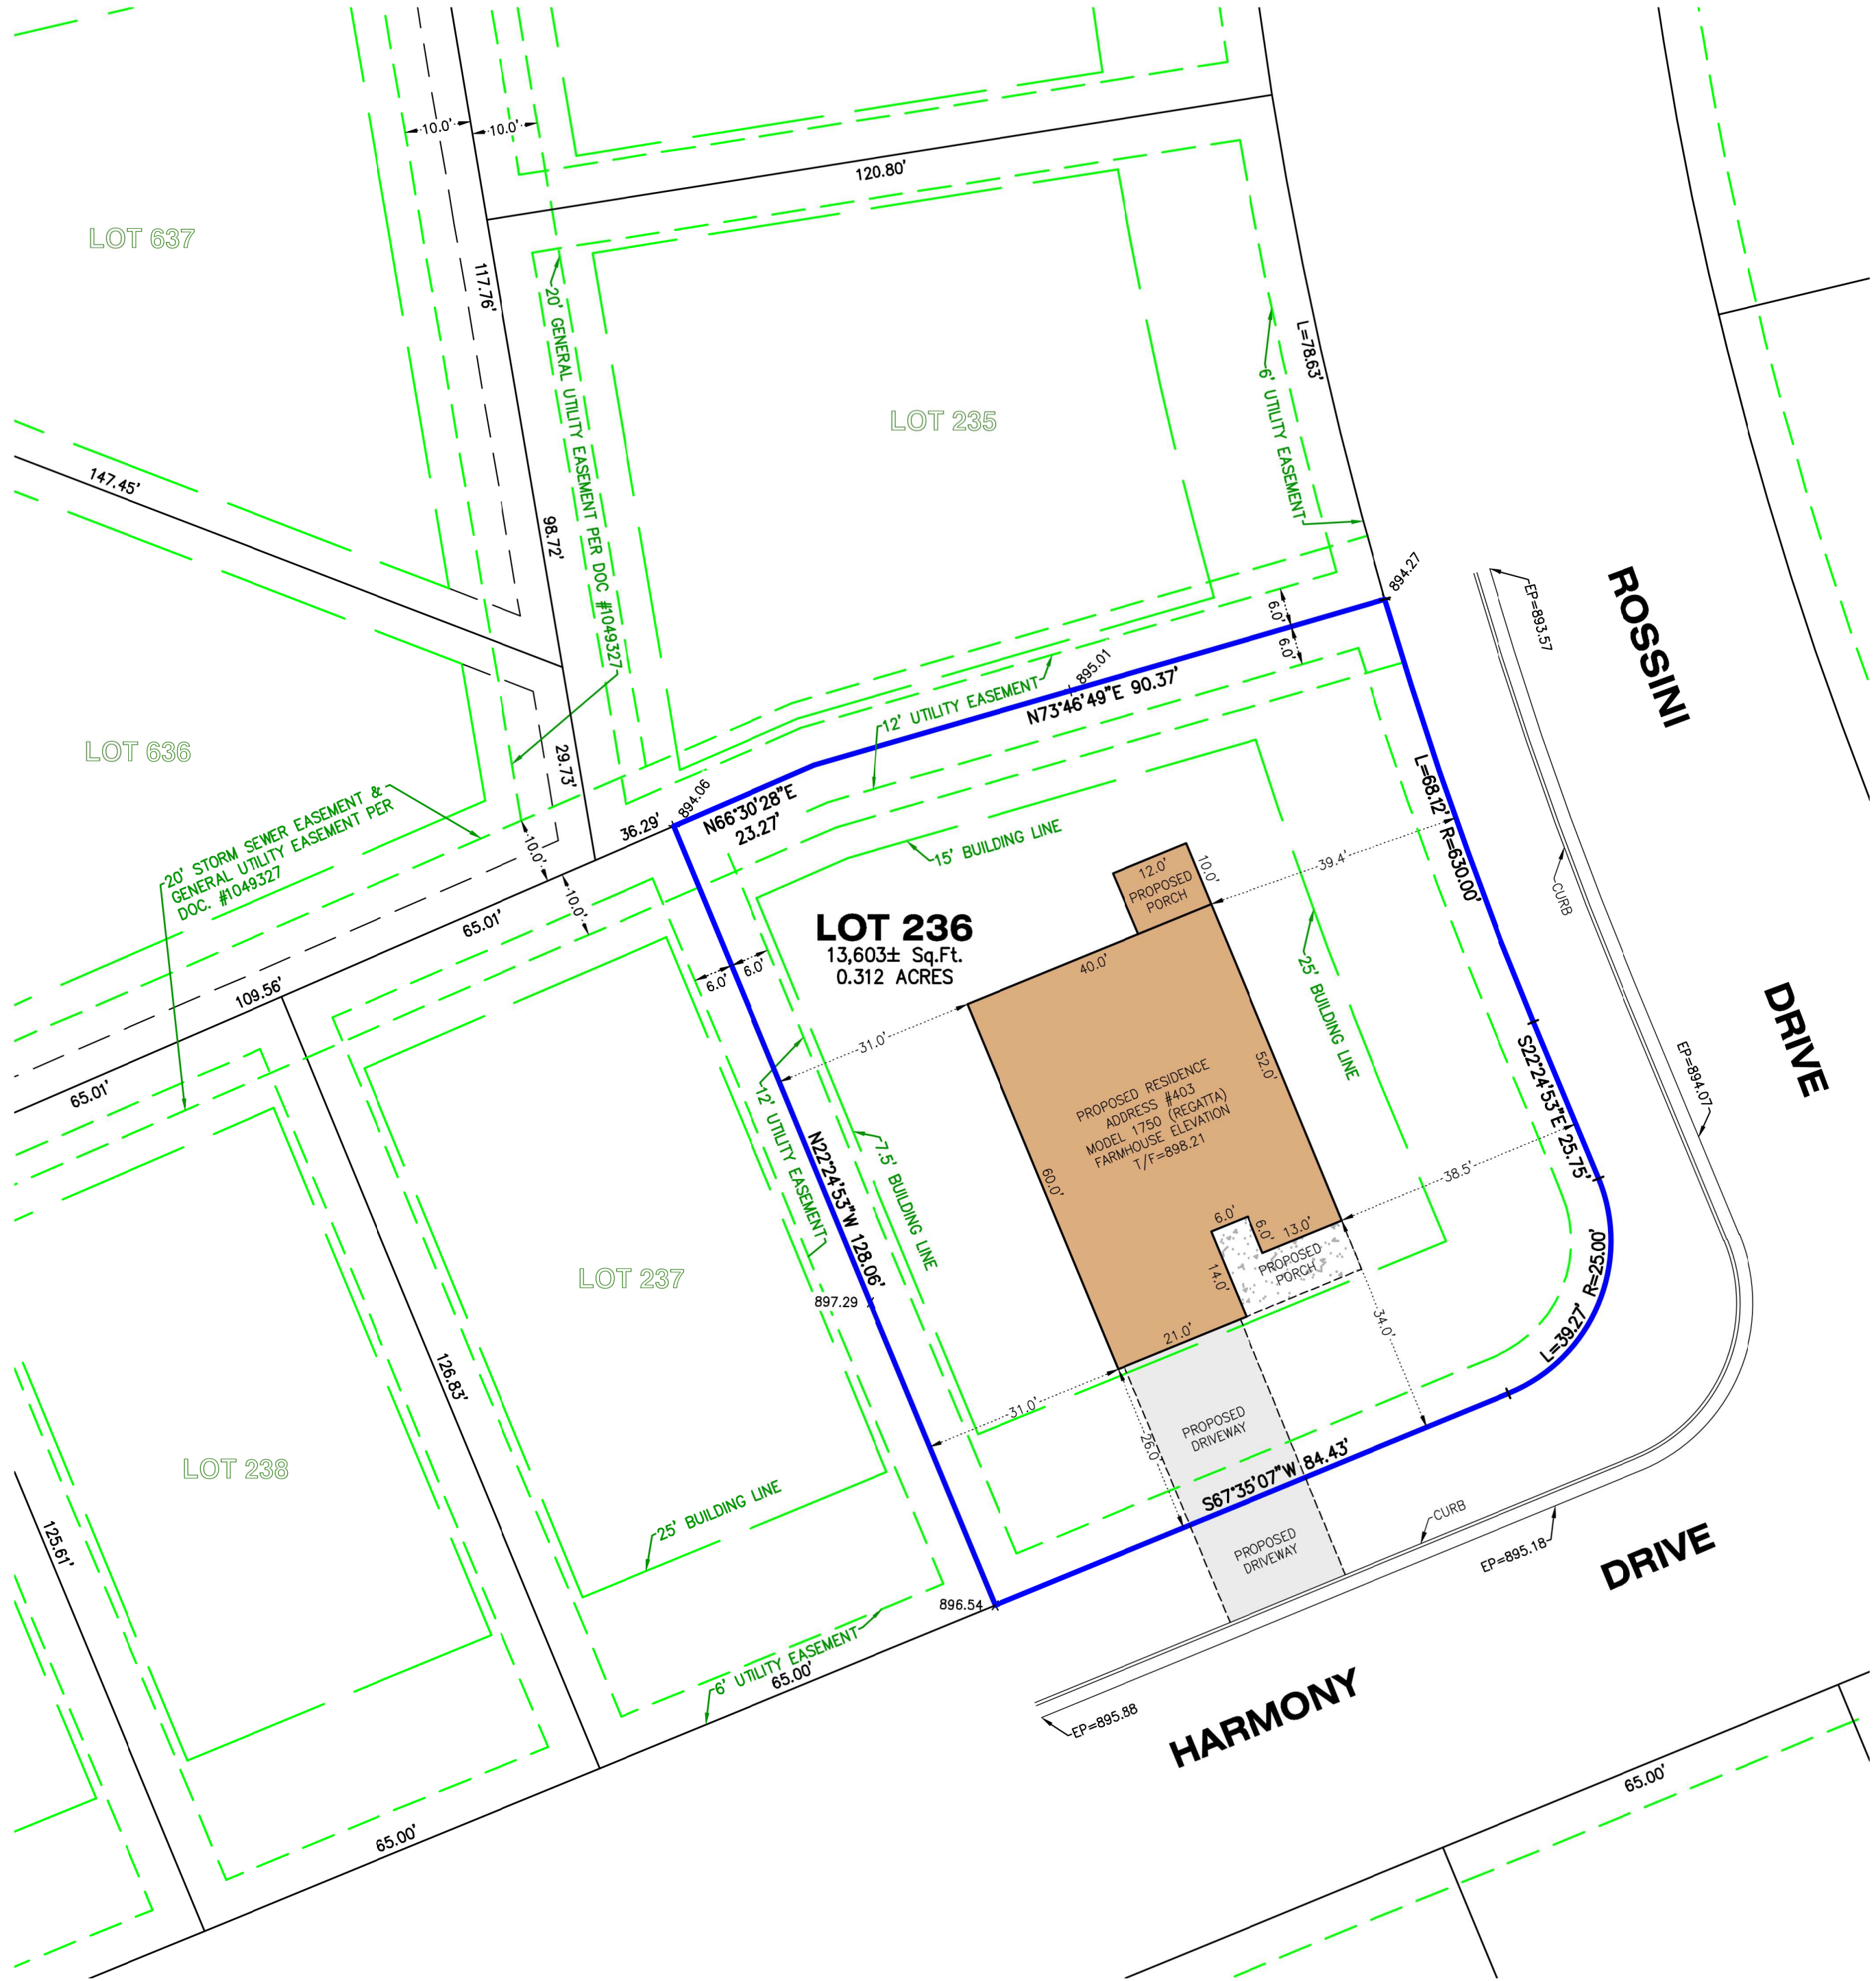 10.0'
10.0'
120.80'
LOT 637
117.76'
20' GENERAL UTILITY EASEMENT PER DOC #1049327
L=78.63'
6' UTILITY EASEMENT
LOT 235
147.45'
98.72'
894.27
EP=893.57
ROSSINI
DRIVE
6.0'
6.0'
895.01
N73°46'49"E 90.37'
12' UTILITY EASEMENT
LOT 636
29.73'
20' STORM SEWER EASEMENT &
GENERAL UTILITY EASEMENT PER
DOC. #1049327
36.29'
894.06
N66°30'28"E
23.27'
15' BUILDING LINE
L=68.12' R=630.00'
10.0'
10.0'
12.0'
10.0'
PROPOSED
PORCH
39.4'
CURB
65.01'
LOT 236
13,603± Sq.Ft.
0.312 ACRES
6.0'
6.0'
40.0'
25' BUILDING LINE
109.56'
65.01'
31.0'
52.0'
PROPOSED RESIDENCE
ADDRESS #403
MODEL 1750 (REGATTA)
FARMHOUSE ELEVATION
T/F=898.21
S22°24'53"E 25.75'
EP=894.07
12' UTILITY EASEMENT
N22°24'53"W 128.06'
7.5' BUILDING LINE
60.0'
38.5'
6.0'
6.0'
13.0'
14.0'
PROPOSED
PORCH
LOT 237
897.29
21.0'
34.0'
L=39.27' R=25.00'
126.83'
31.0'
26.0'
PROPOSED
DRIVEWAY
S67°35'07"W 84.43'
LOT 238
25' BUILDING LINE
125.61'
PROPOSED
DRIVEWAY
CURB
EP=895.18
DRIVE
896.54
6' UTILITY EASEMENT
65.00'
EP=895.88
HARMONY
65.00'
65.00'